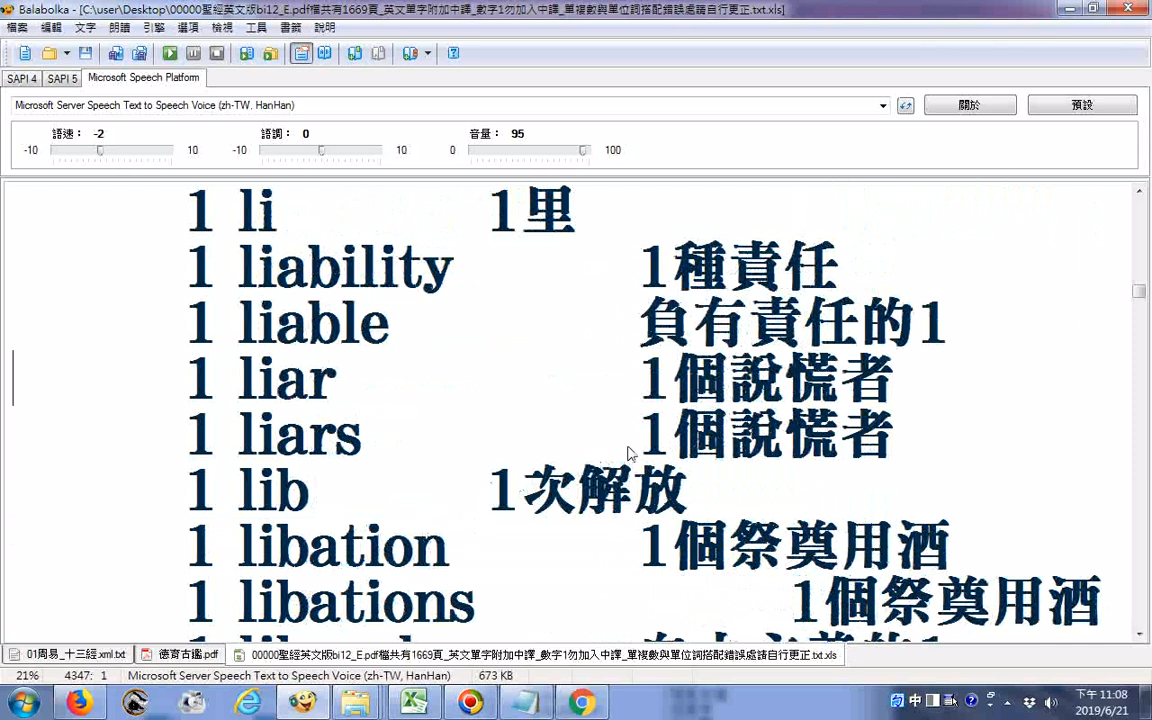 Balabolka - [C:\user\Desktop\00000聖經英文版bi12_E.pdf檔共有1669頁_英文單字附加中譯_數字1勿加入中譯_單複數與單位詞搭配錯誤處請自行更正.txt.xls]
檔案 編輯 文字 朗讀 引擎 選項 檢視 工具 書籤 說明
SAPI 4 SAPI 5 Microsoft Speech Platform
Microsoft Server Speech Text to Speech Voice (zh-TW, HanHan) 關於 預設
語速： -2 語調： 0 音量： 95
-10 10 -10 10 0 100
1 li 1里
1 liability 1種責任
1 liable 負有責任的1
1 liar 1個說慌者
1 liars 1個說慌者
1 lib 1次解放
1 libation 1個祭奠用酒
1 libations 1個祭奠用酒
01周易_十三經.xml.txt 德育古鑑.pdf 00000聖經英文版bi12_E.pdf檔共有1669頁_英文單字附加中譯_數字1勿加入中譯_單複數與單位詞搭配錯誤處請自行更正.txt.xls
21% 4347: 1 Microsoft Server Speech Text to Speech Voice (zh-TW, HanHan) 673 KB
中 下午 11:08
2019/6/21